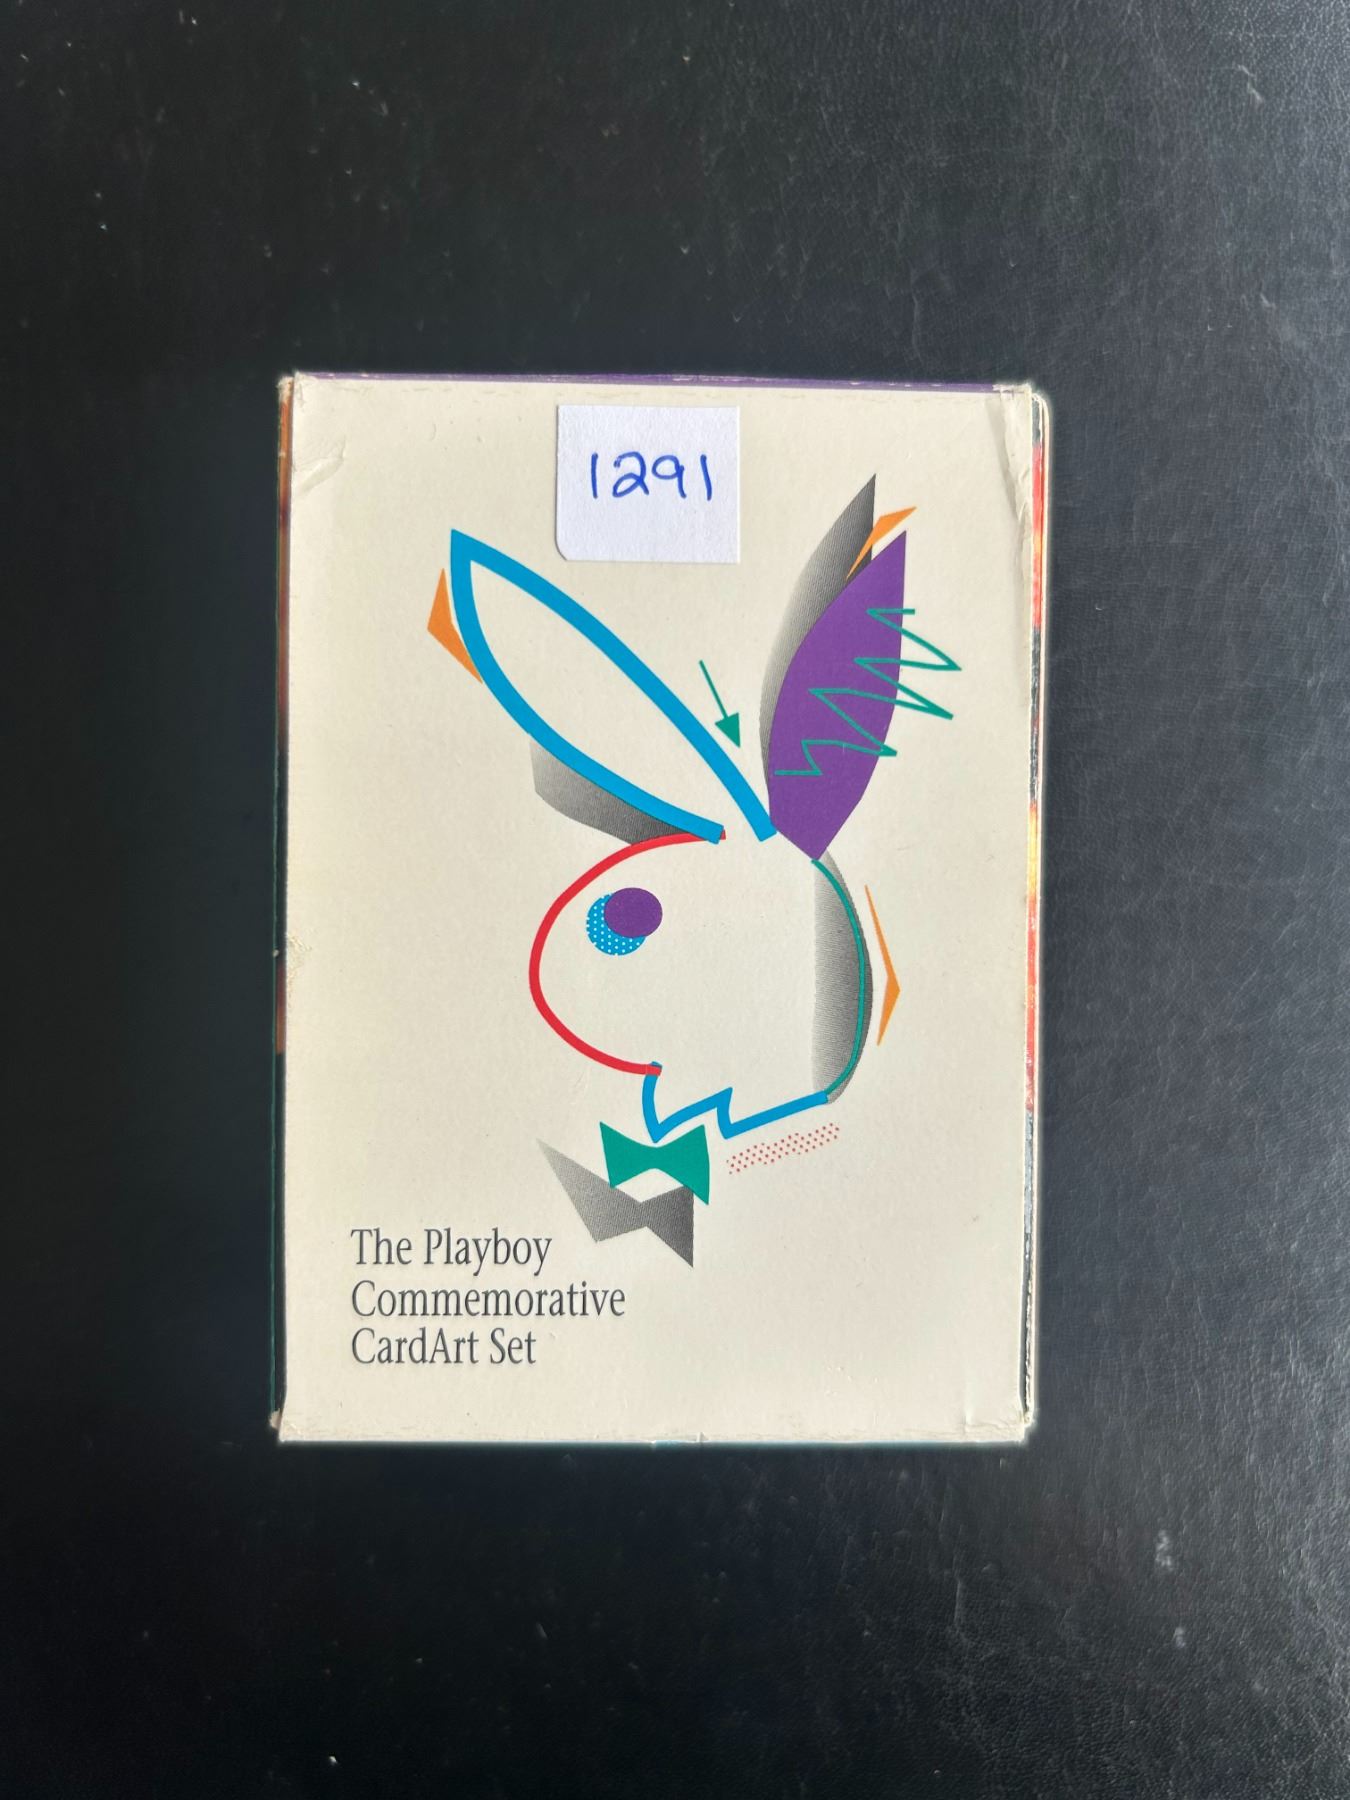 1291
The Playboy
Commemorative
CardArt Set